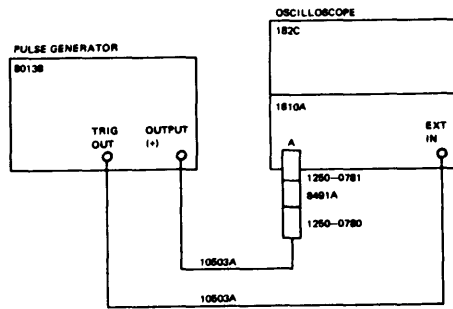 OSCILLOSCOPE
182C
PULSE GENERATOR
8013B
1810A
TRIG
OUT
OUTPUT
(+)
A
EXT
IN
1250-0781
8491A
1250-0780
10503A
10503A